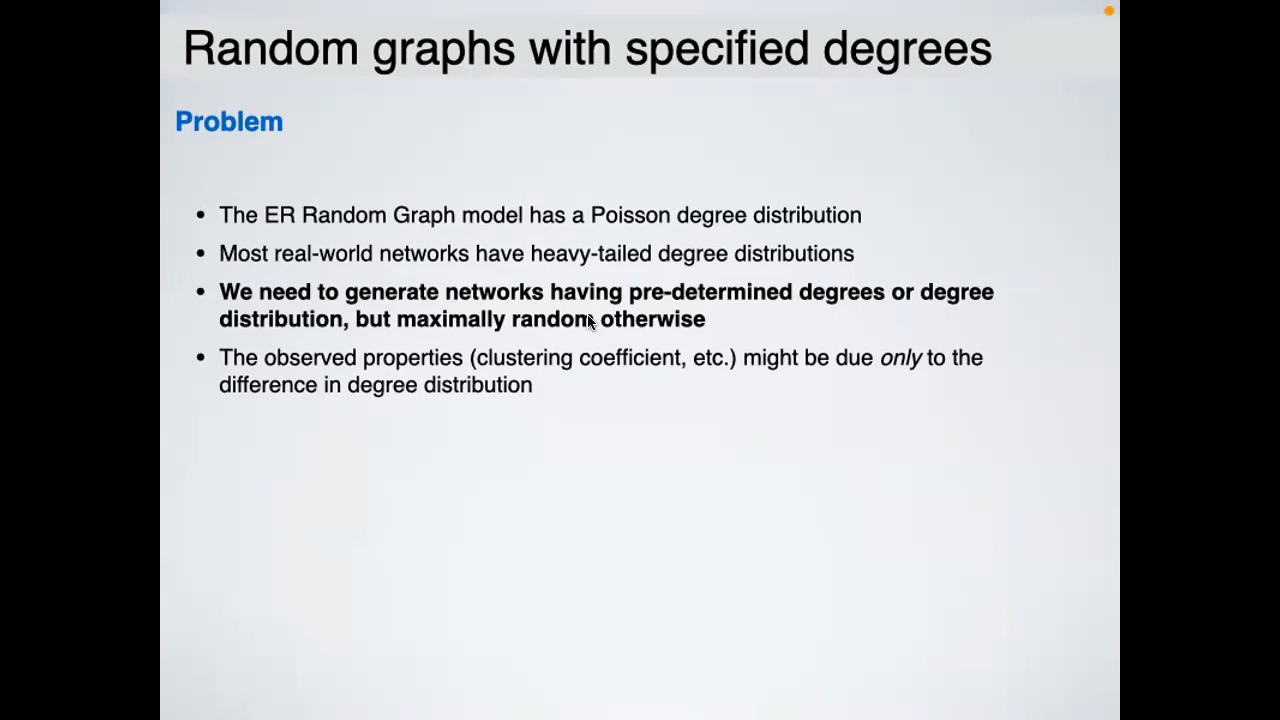 Random graphs with specified degrees
Problem
• The ER Random Graph model has a Poisson degree distribution
• Most real-world networks have heavy-tailed degree distributions
• We need to generate networks having pre-determined degrees or degree
distribution, but maximally random otherwise
• The observed properties (clustering coefficient, etc.) might be due only to the
difference in degree distribution